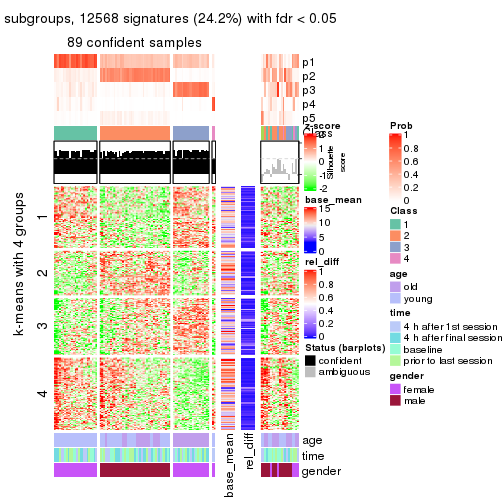 subgroups, 12568 signatures (24.2%) with fdr < 0.05
89 confident samples
p1
p2
p3
p4
p5
Class
Silhouette
score
z-score
2
0
-2
base_mean
15
10
5
0
rel_diff
1
0.8
0.6
0.4
0.2
0
Status (barplots)
confident
ambiguous
Prob
1
0.8
0.6
0.4
0.2
0
Class
1
2
3
4
age
old
young
time
4 h after 1st session
4 h after final session
baseline
prior to last session
gender
female
male
k-means with 4 groups
1
2
3
4
base_mean
rel_diff
age
time
gender